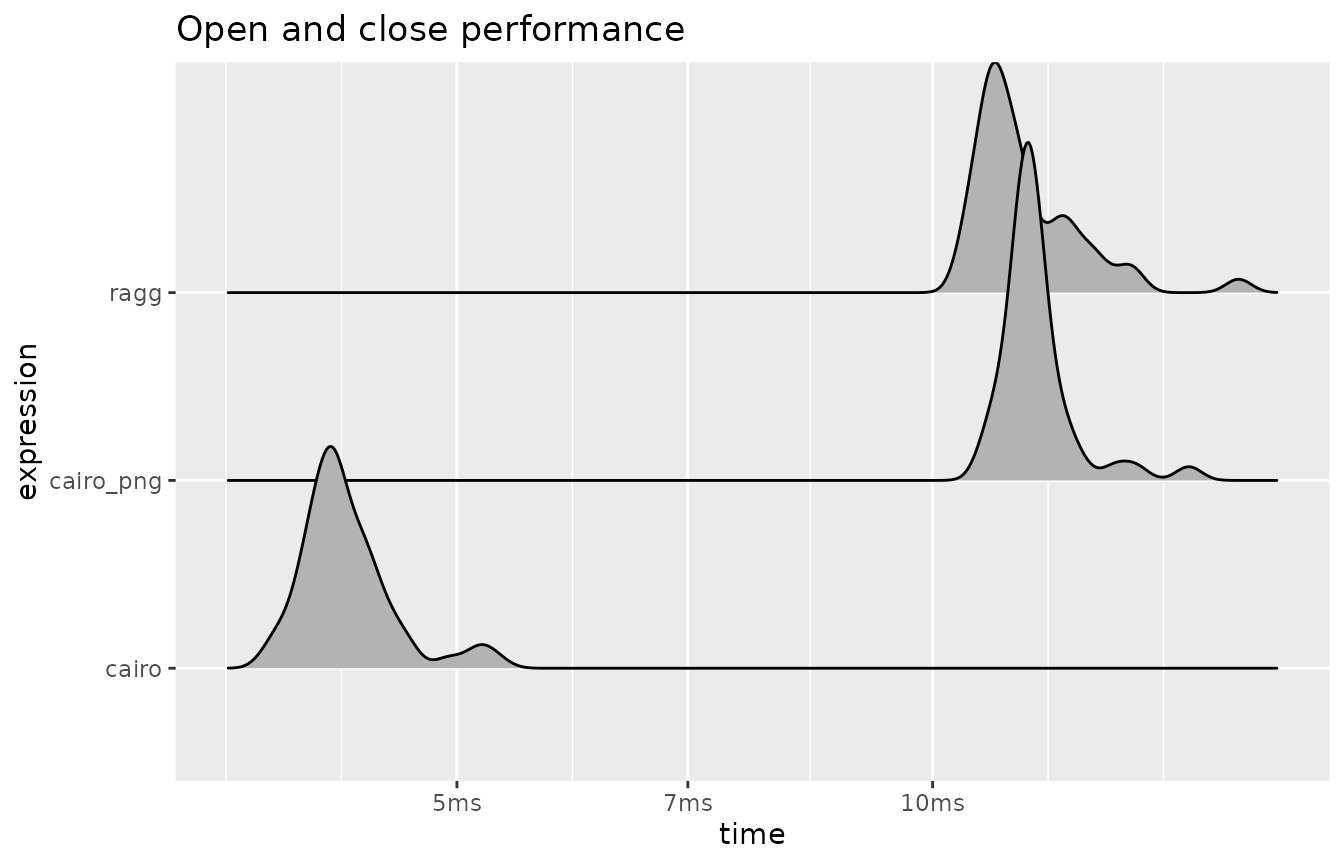 Open and close performance
ragg
cairo_png
cairo
expression
5ms
7ms
10ms
time